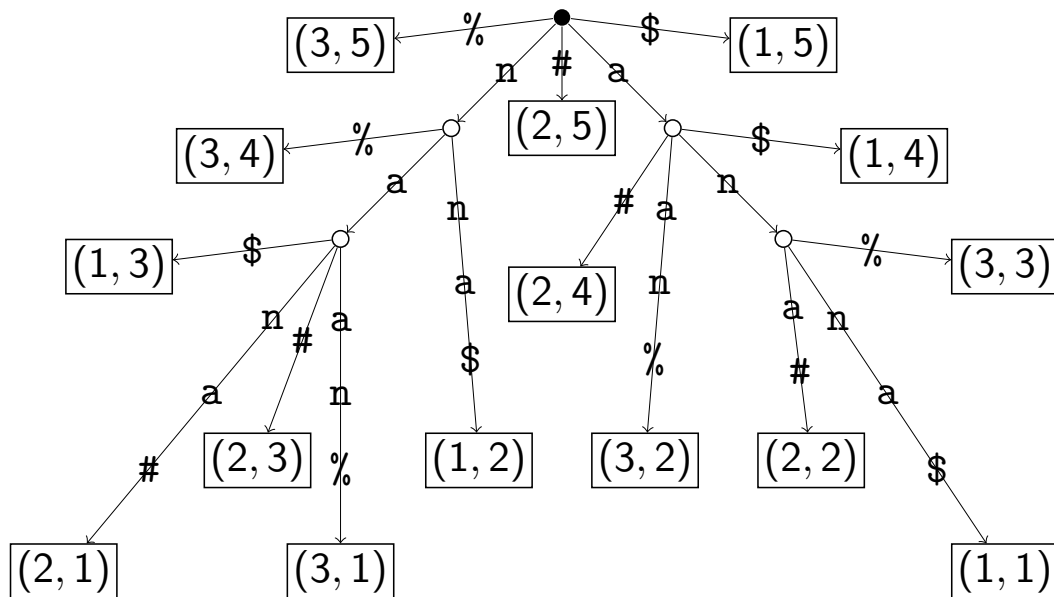 (3, 5) % n # a $ (1, 5)
(2, 5)
(3, 4) % $ (1, 4)
a n # a n
(1, 3) $ % (3, 3)
n # a a (2, 4) n a n
a n $ % # a
(2, 3) % (1, 2) (3, 2) (2, 2) $
#
(2, 1) (3, 1) (1, 1)